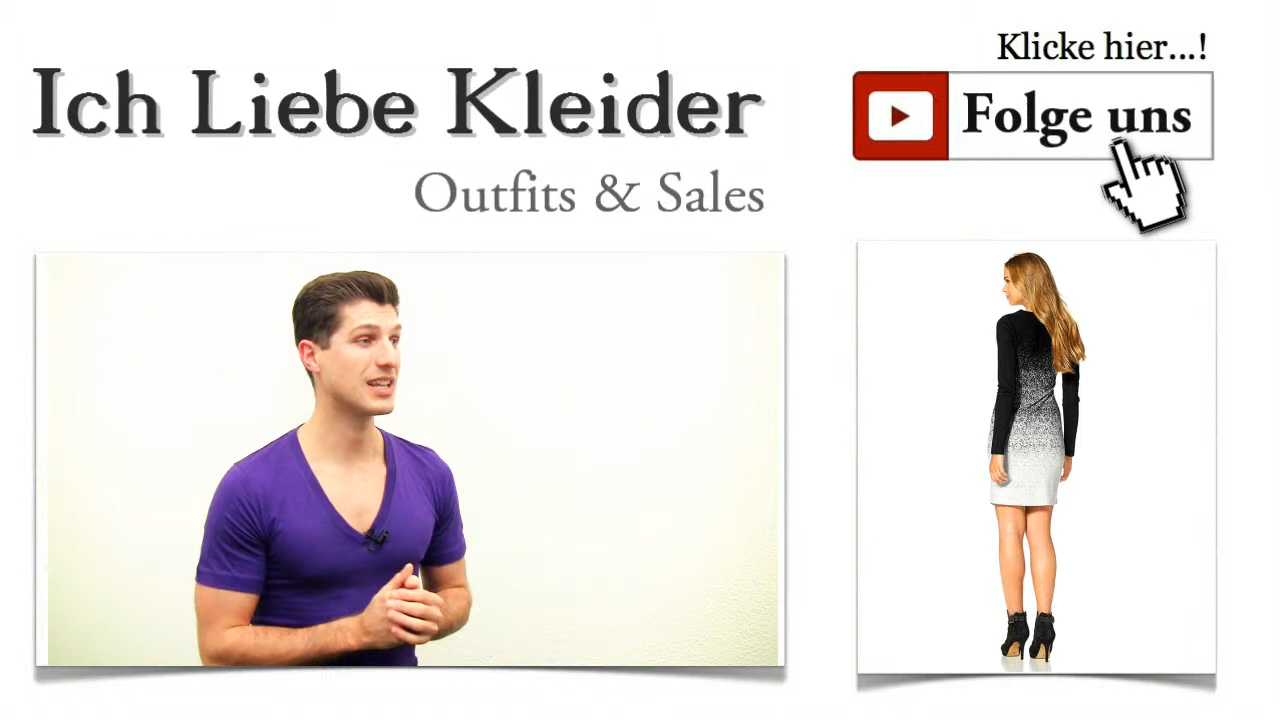 Klicke hier...!
Ich Liebe Kleider
Folge uns
Outfits & Sales